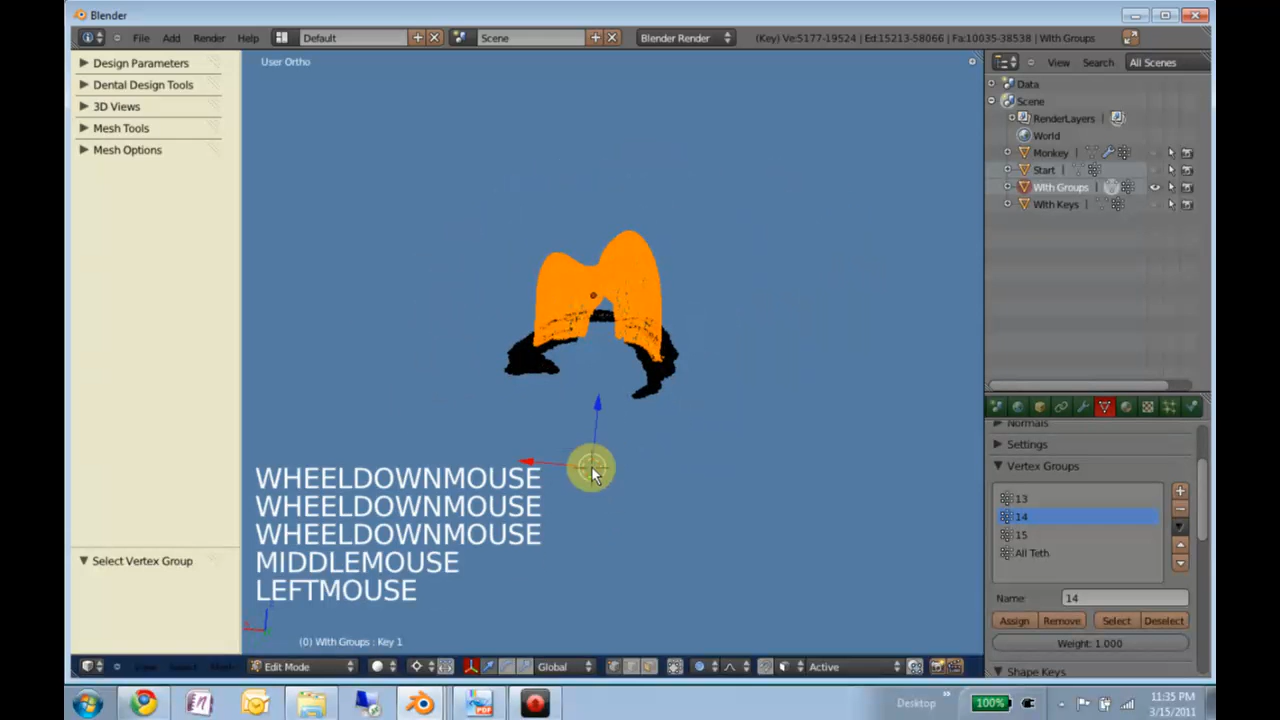 Blender
File Add Render Help Default Scene Blender Render (Key) Ve:5177-19524 | Ed:15213-58066 | Fa:10035-38538 | With Groups
Design Parameters
Dental Design Tools
3D Views
Mesh Tools
Mesh Options
Select Vertex Group
User Ortho
WHEELDOWNMOUSE
WHEELDOWNMOUSE
WHEELDOWNMOUSE
MIDDLEMOUSE
LEFTMOUSE
(0) With Groups : Key 1
Edit Mode Global Active
View Search All Scenes
Data
Scene
RenderLayers
World
Monkey
Start
With Groups
With Keys
Normals
Settings
Vertex Groups
13
14
15
All Teth
Name: 14
Assign Remove Select Deselect
Weight: 1.000
Shape Keys
Desktop 100% 11:35 PM
3/15/2011